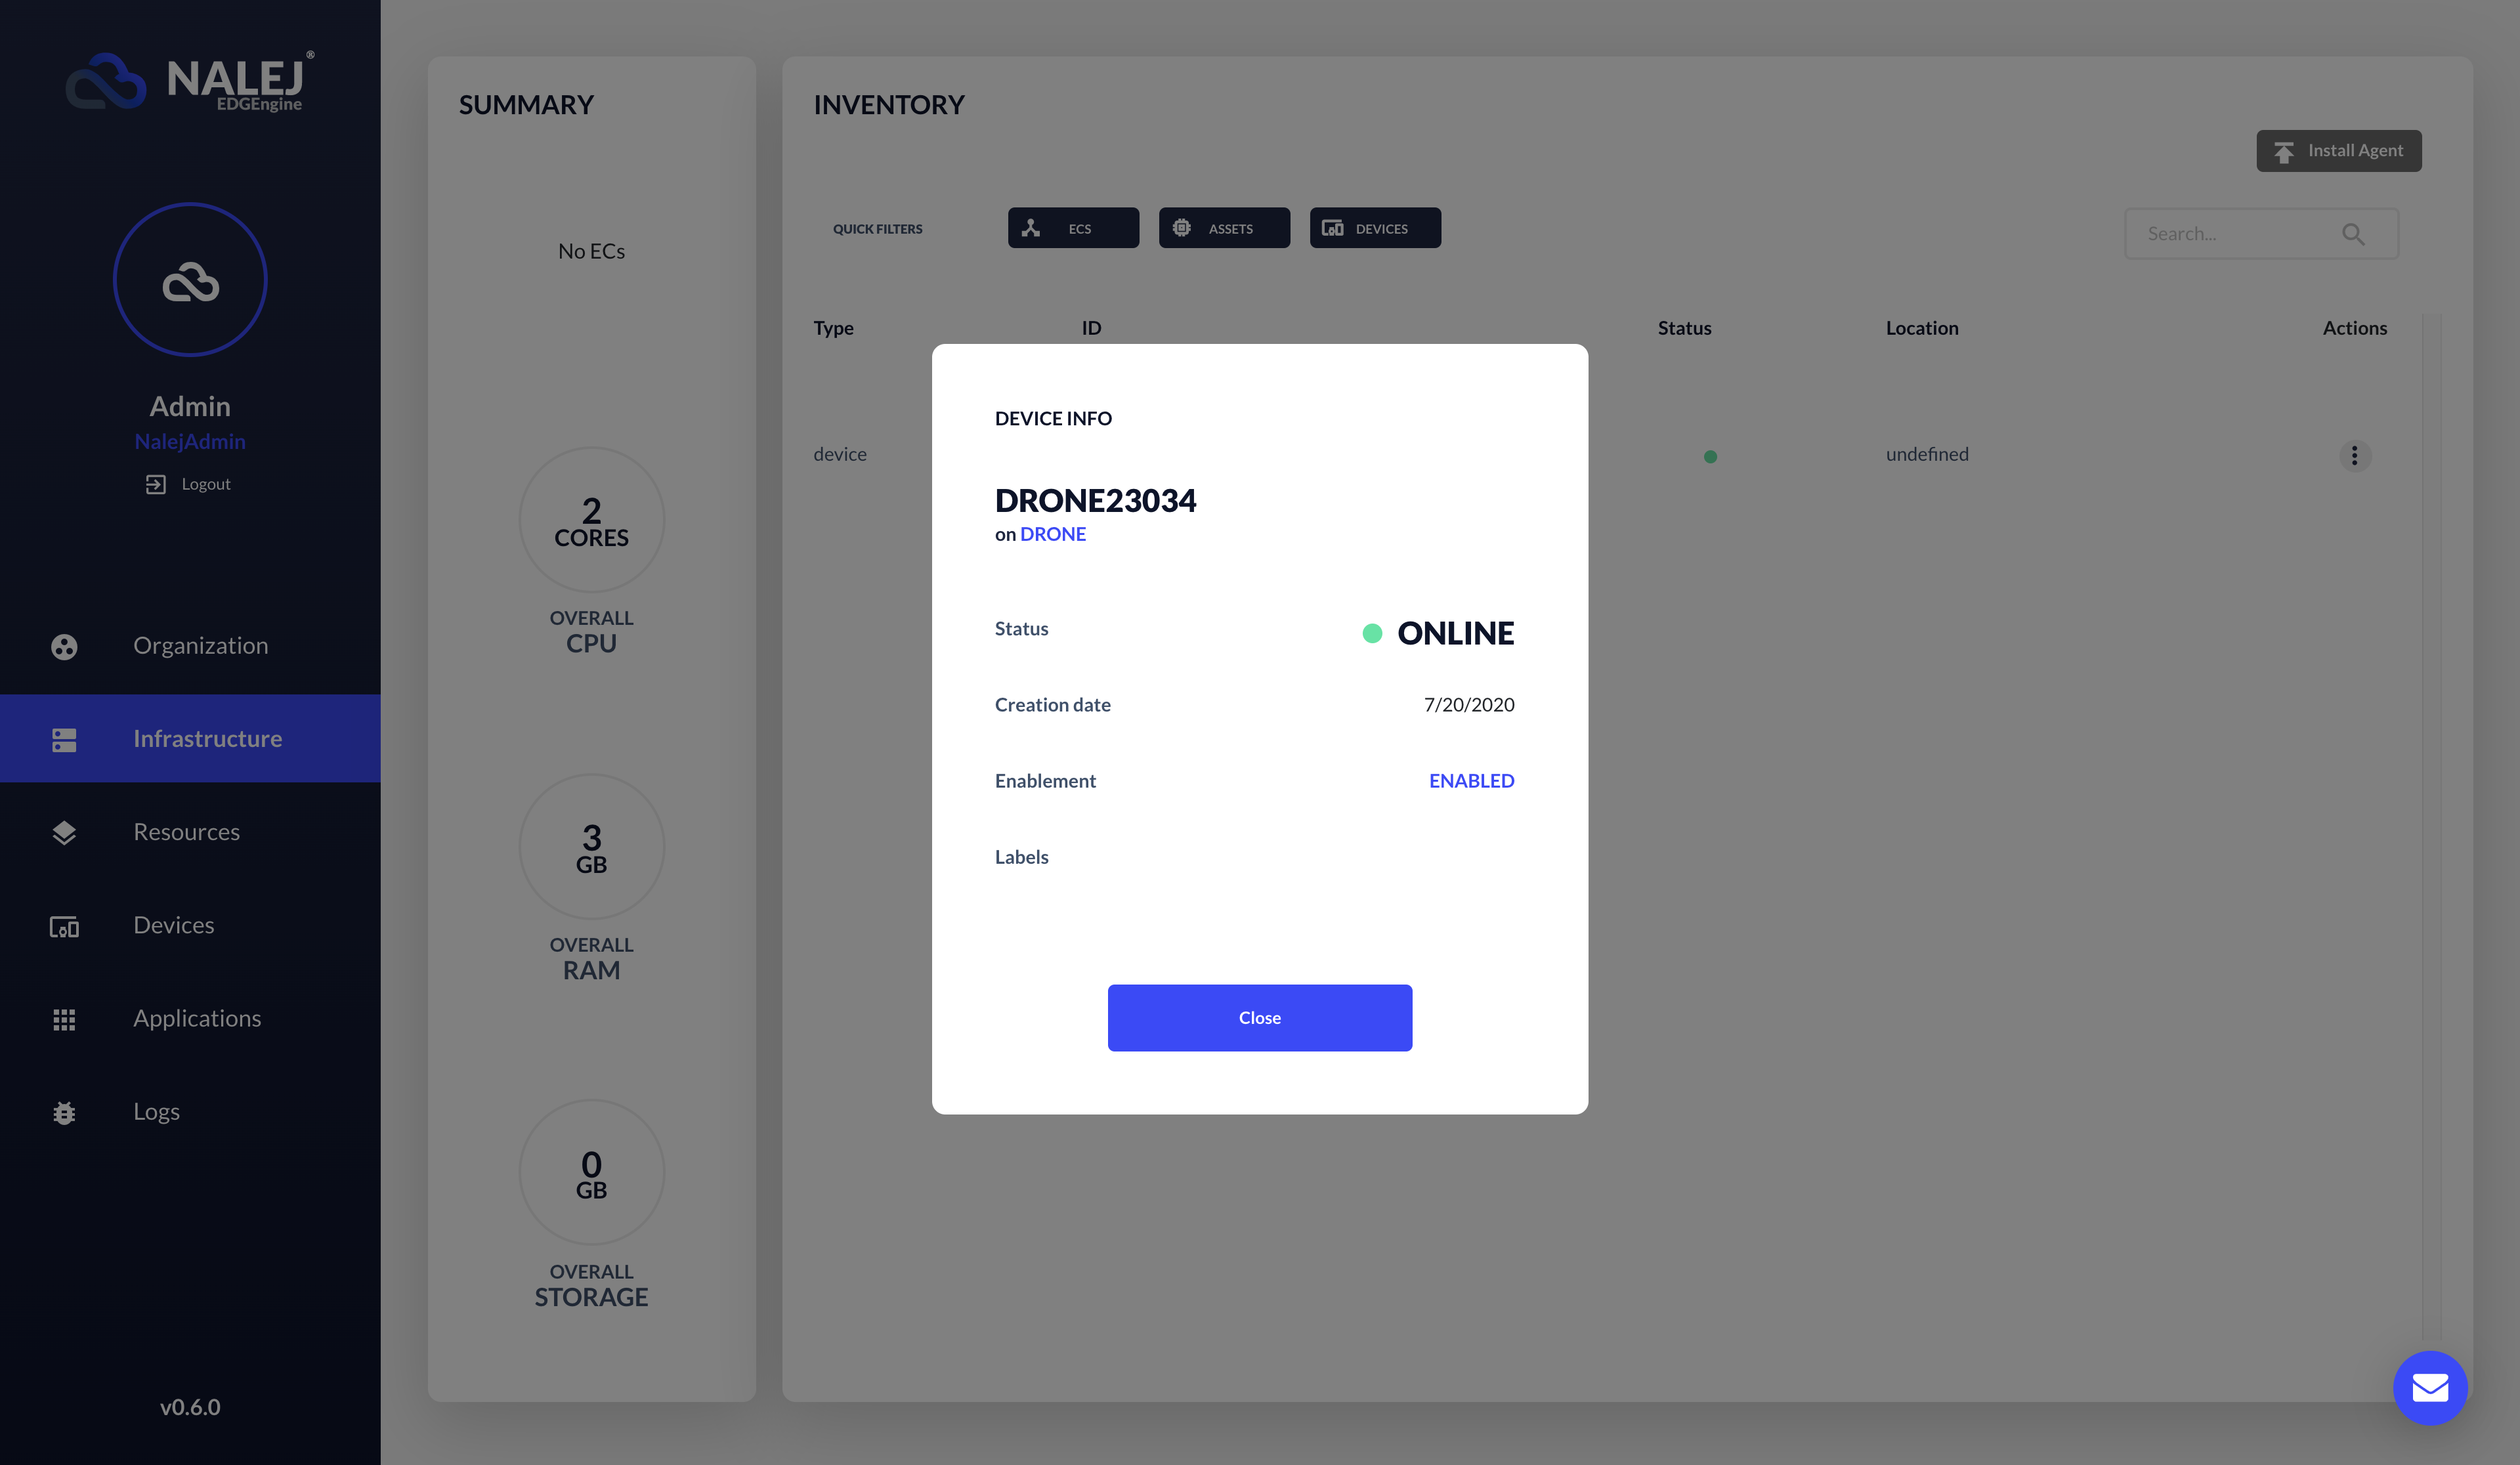 NALEJ®
EDGEngine
Admin
NalejAdmin
Logout
Organization
Infrastructure
Resources
Devices
Applications
Logs
v0.6.0
SUMMARY
No ECs
2
CORES
OVERALL
CPU
3
GB
OVERALL
RAM
0
GB
OVERALL
STORAGE
INVENTORY
Install Agent
QUICK FILTERS ECS ASSETS DEVICES Search...
Type ID Status Location Actions
device undefined
DEVICE INFO
DRONE23034
on DRONE
Status ONLINE
Creation date 7/20/2020
Enablement ENABLED
Labels
Close